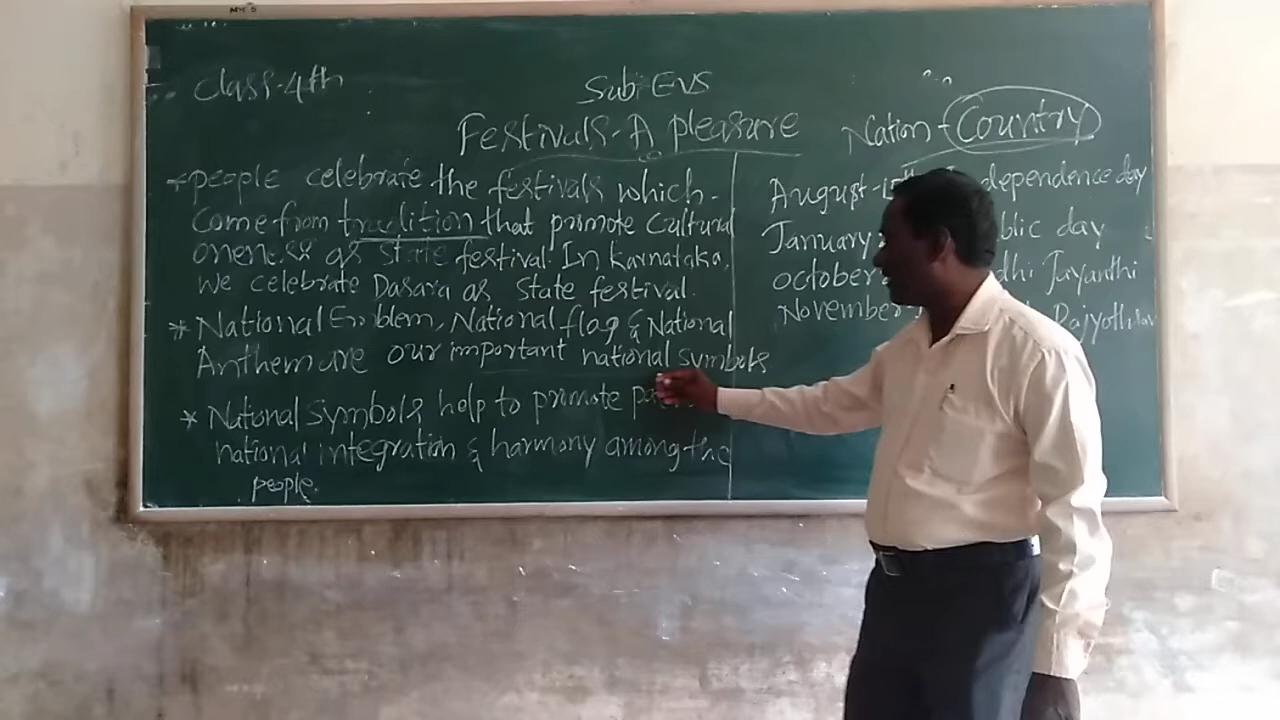 Class-4th
Sub: EVS
Festivals-A pleasure
Nation - Country
*people celebrate the festivals which
Come from tradition that promote Cultural
oneness as state festival. In Karnataka,
we celebrate Dasara as state festival.
* National Emblem, National flag & National
Anthem are our important national symbols
* National Symbols help to promote
national integration & harmony among the
people.
August-15th dependence day
January blic day
october dhi Jayanthi
November-